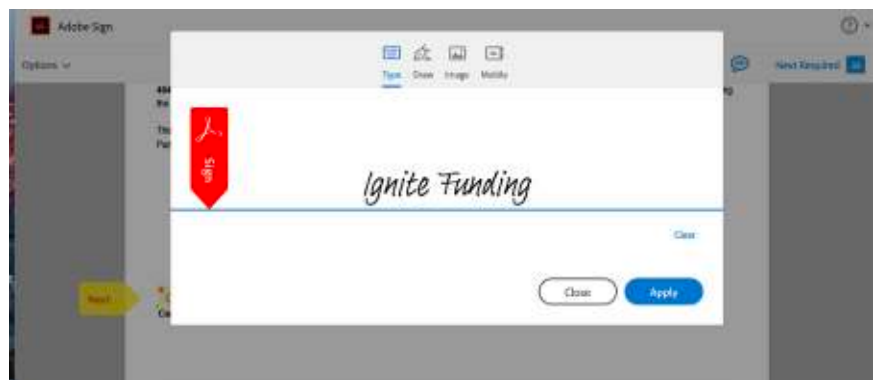 Adobe Sign
Options
Next Required
Type Draw Image Mobile
Sign
Ignite Funding
Clear
Close
Apply
Next